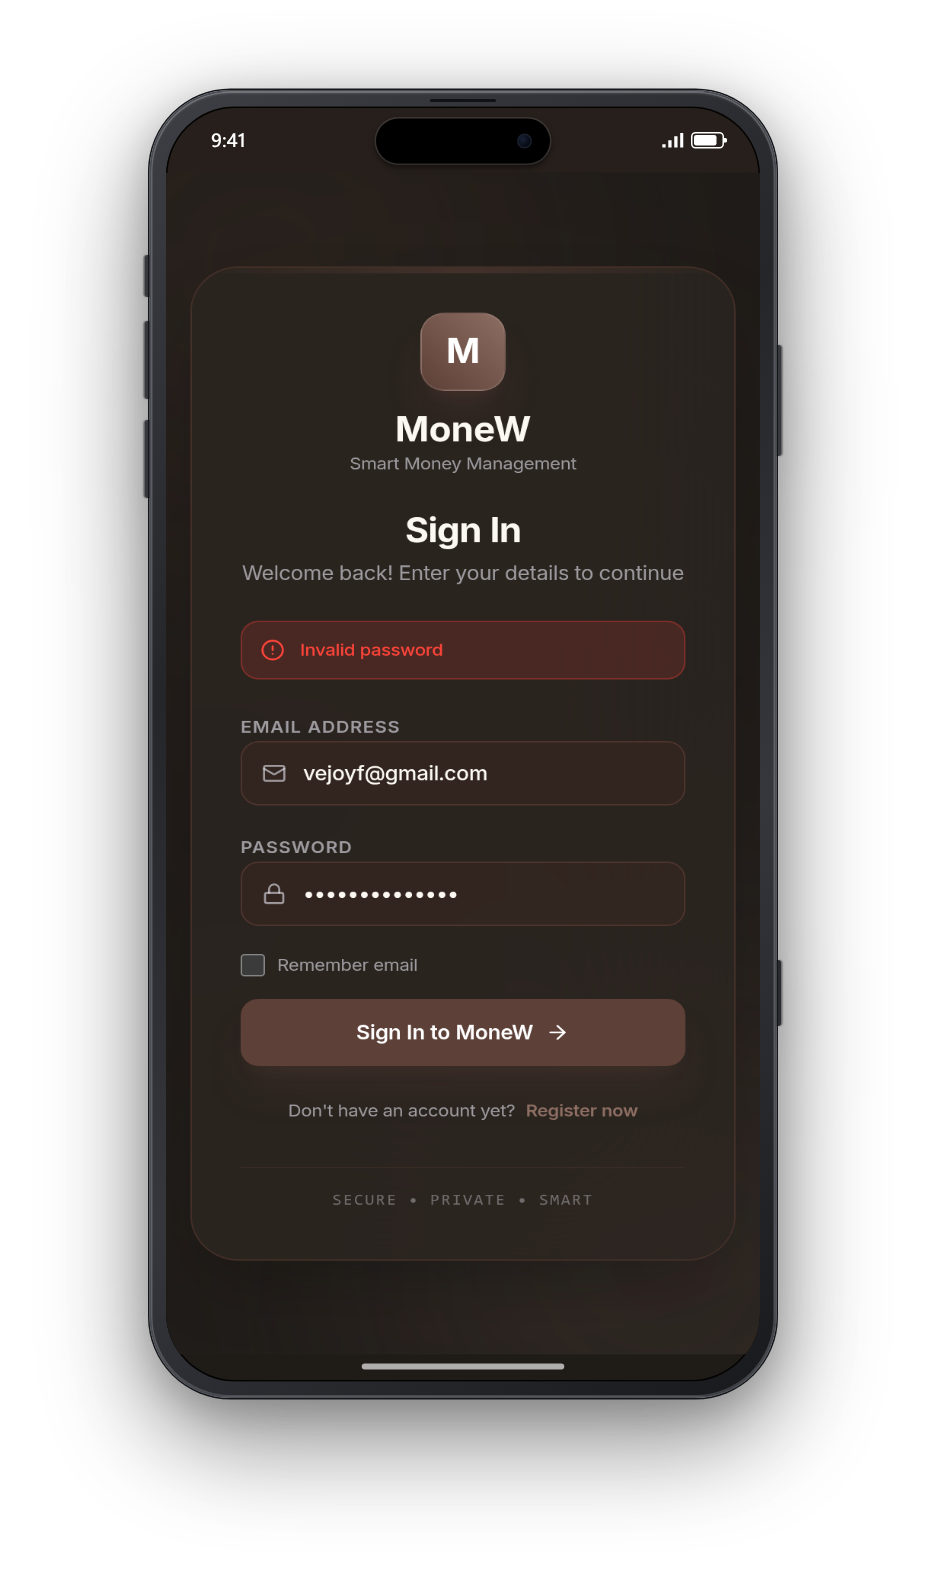 9:41
M
MoneW
Smart Money Management
Sign In
Welcome back! Enter your details to continue
Invalid password
EMAIL ADDRESS
vejoyf@gmail.com
PASSWORD
••••••••••••••
Remember email
Sign In to MoneW →
Don't have an account yet? Register now
SECURE • PRIVATE • SMART